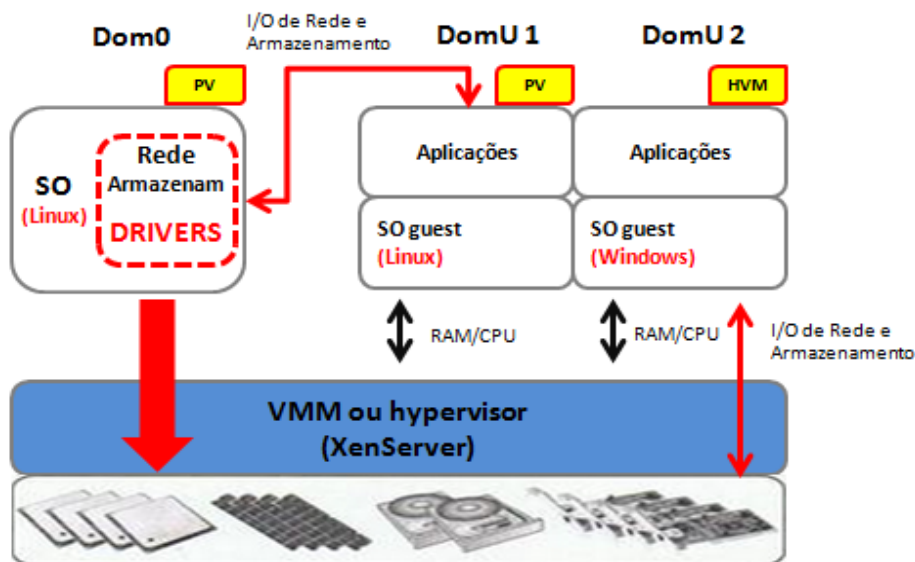 Dom0
I/O de Rede e
Armazenamento
DomU 1
DomU 2
PV
PV
HVM
SO
(Linux)
Rede
Armazenam
DRIVERS
Aplicações
Aplicações
SO guest
(Linux)
SO guest
(Windows)
RAM/CPU
RAM/CPU
I/O de Rede e
Armazenamento
VMM ou hypervisor
(XenServer)